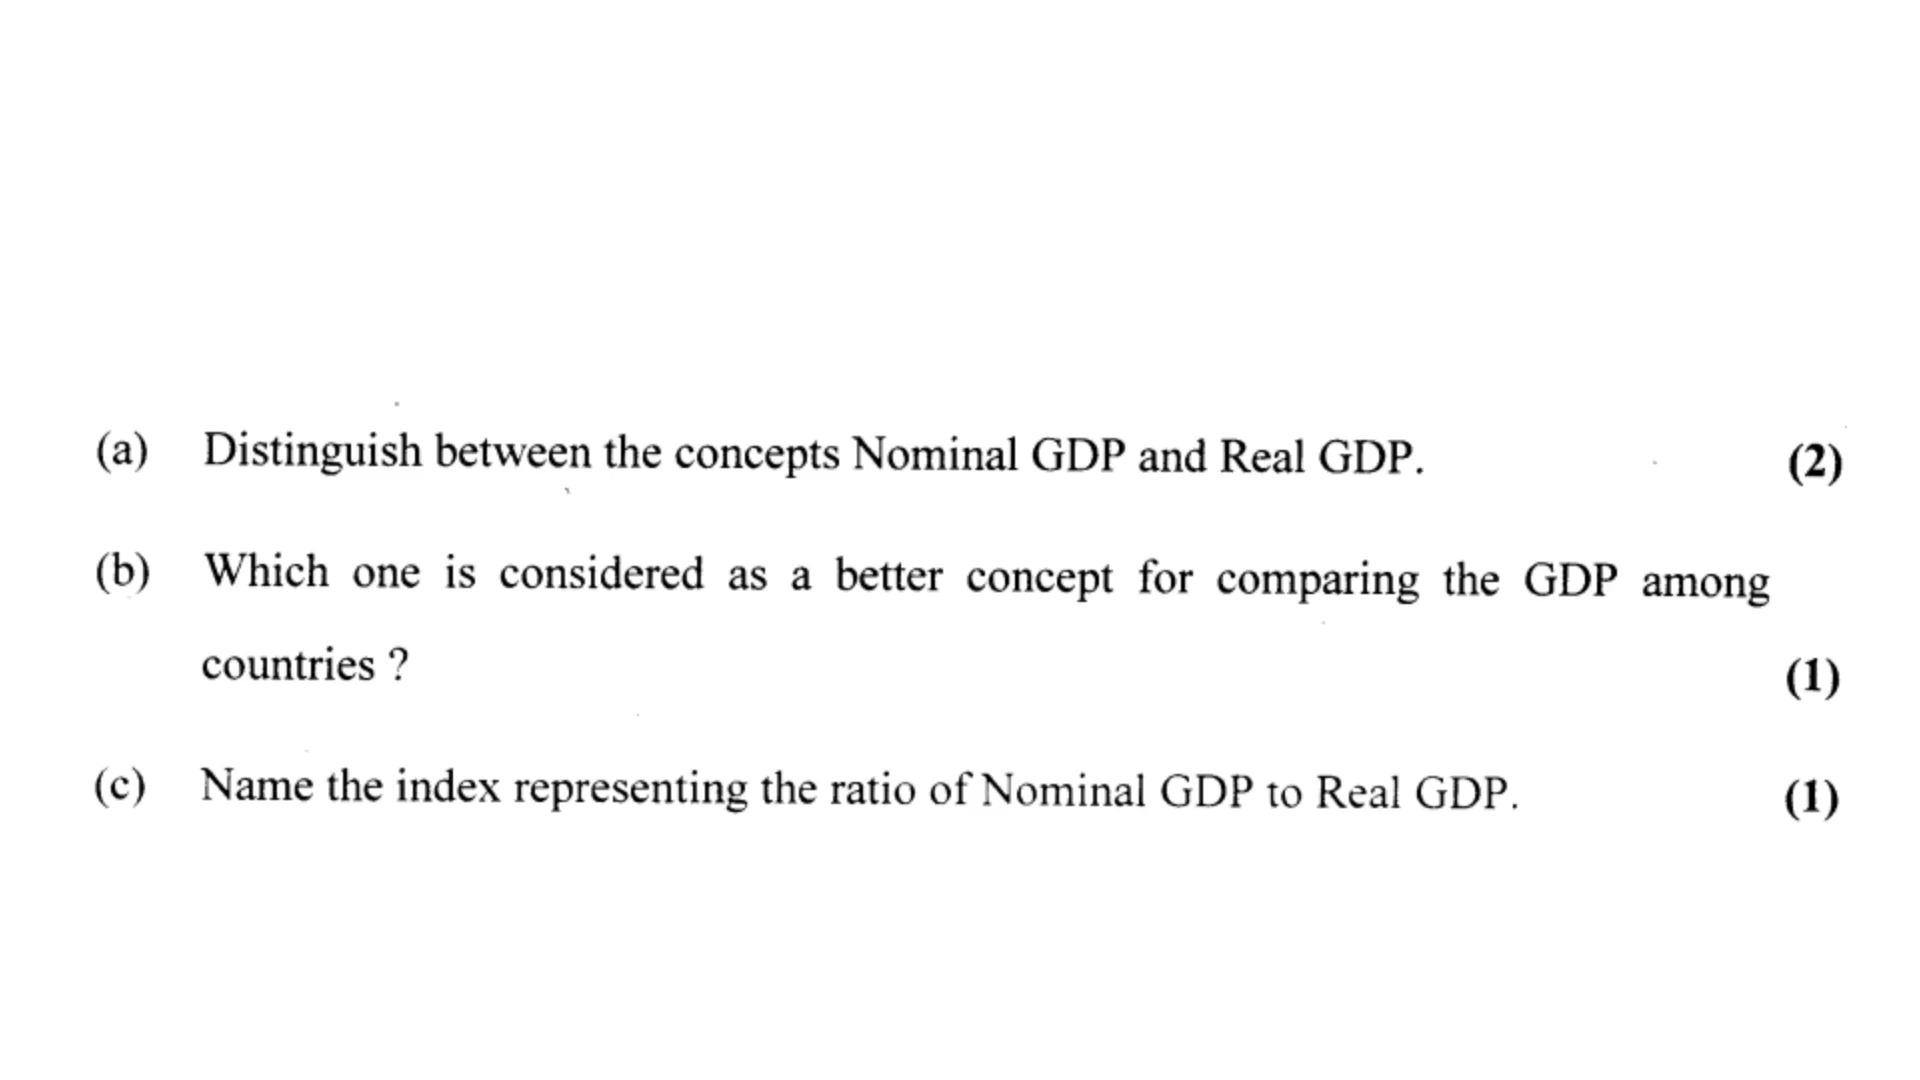 (a) Distinguish between the concepts Nominal GDP and Real GDP. (2)
(b) Which one is considered as a better concept for comparing the GDP among
countries ? (1)
(c) Name the index representing the ratio of Nominal GDP to Real GDP. (1)